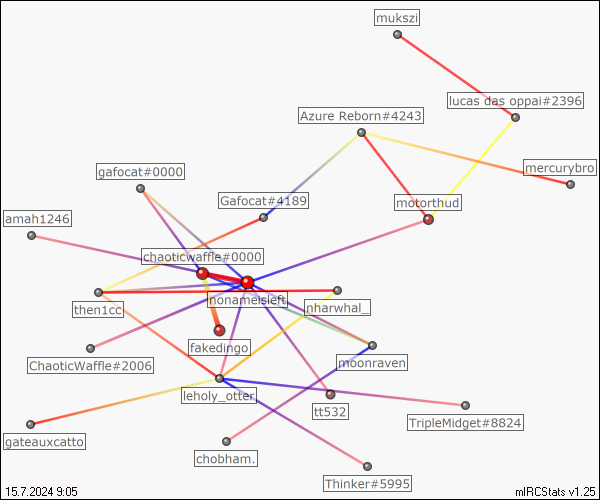 mukszi
lucas das oppai#2396
Azure Reborn#4243
mercurybro
gafocat#0000
Gafocat#4189
motorthud
amah1246
chaoticwaffle#0000
nonameisleft
then1cc
nharwhal_
fakedingo
ChaoticWaffle#2006
moonraven
leholy_otter
tt532
TripleMidget#8824
gateauxcatto
chobham.
Thinker#5995
15.7.2024 9:05
mIRCStats v1.25